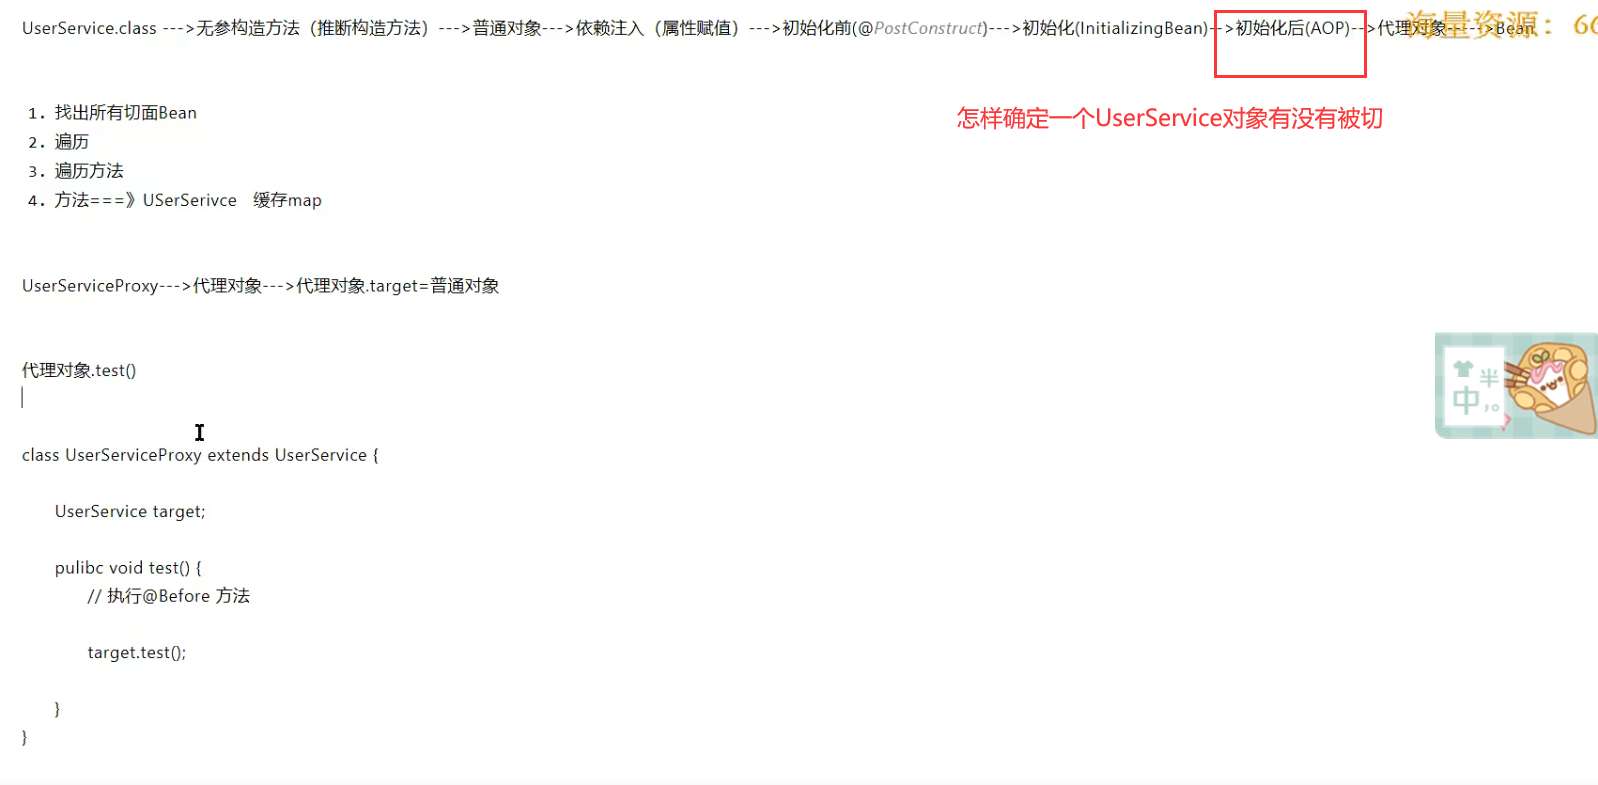 UserService.class --->无参构造方法（推断构造方法）--->普通对象--->依赖注入（属性赋值）--->初始化前(@PostConstruct)--->初始化(InitializingBean)-->初始化后(AOP)-->代理对象----->Bean
海量资源：
怎样确定一个UserService对象有没有被切
1. 找出所有切面Bean
2. 遍历
3. 遍历方法
4. 方法===》USerSerivce 缓存map
UserServiceProxy--->代理对象--->代理对象.target=普通对象
代理对象.test()
半
中
class UserServiceProxy extends UserService {
UserService target;
pulibc void test() {
// 执行@Before 方法
target.test();
}
}